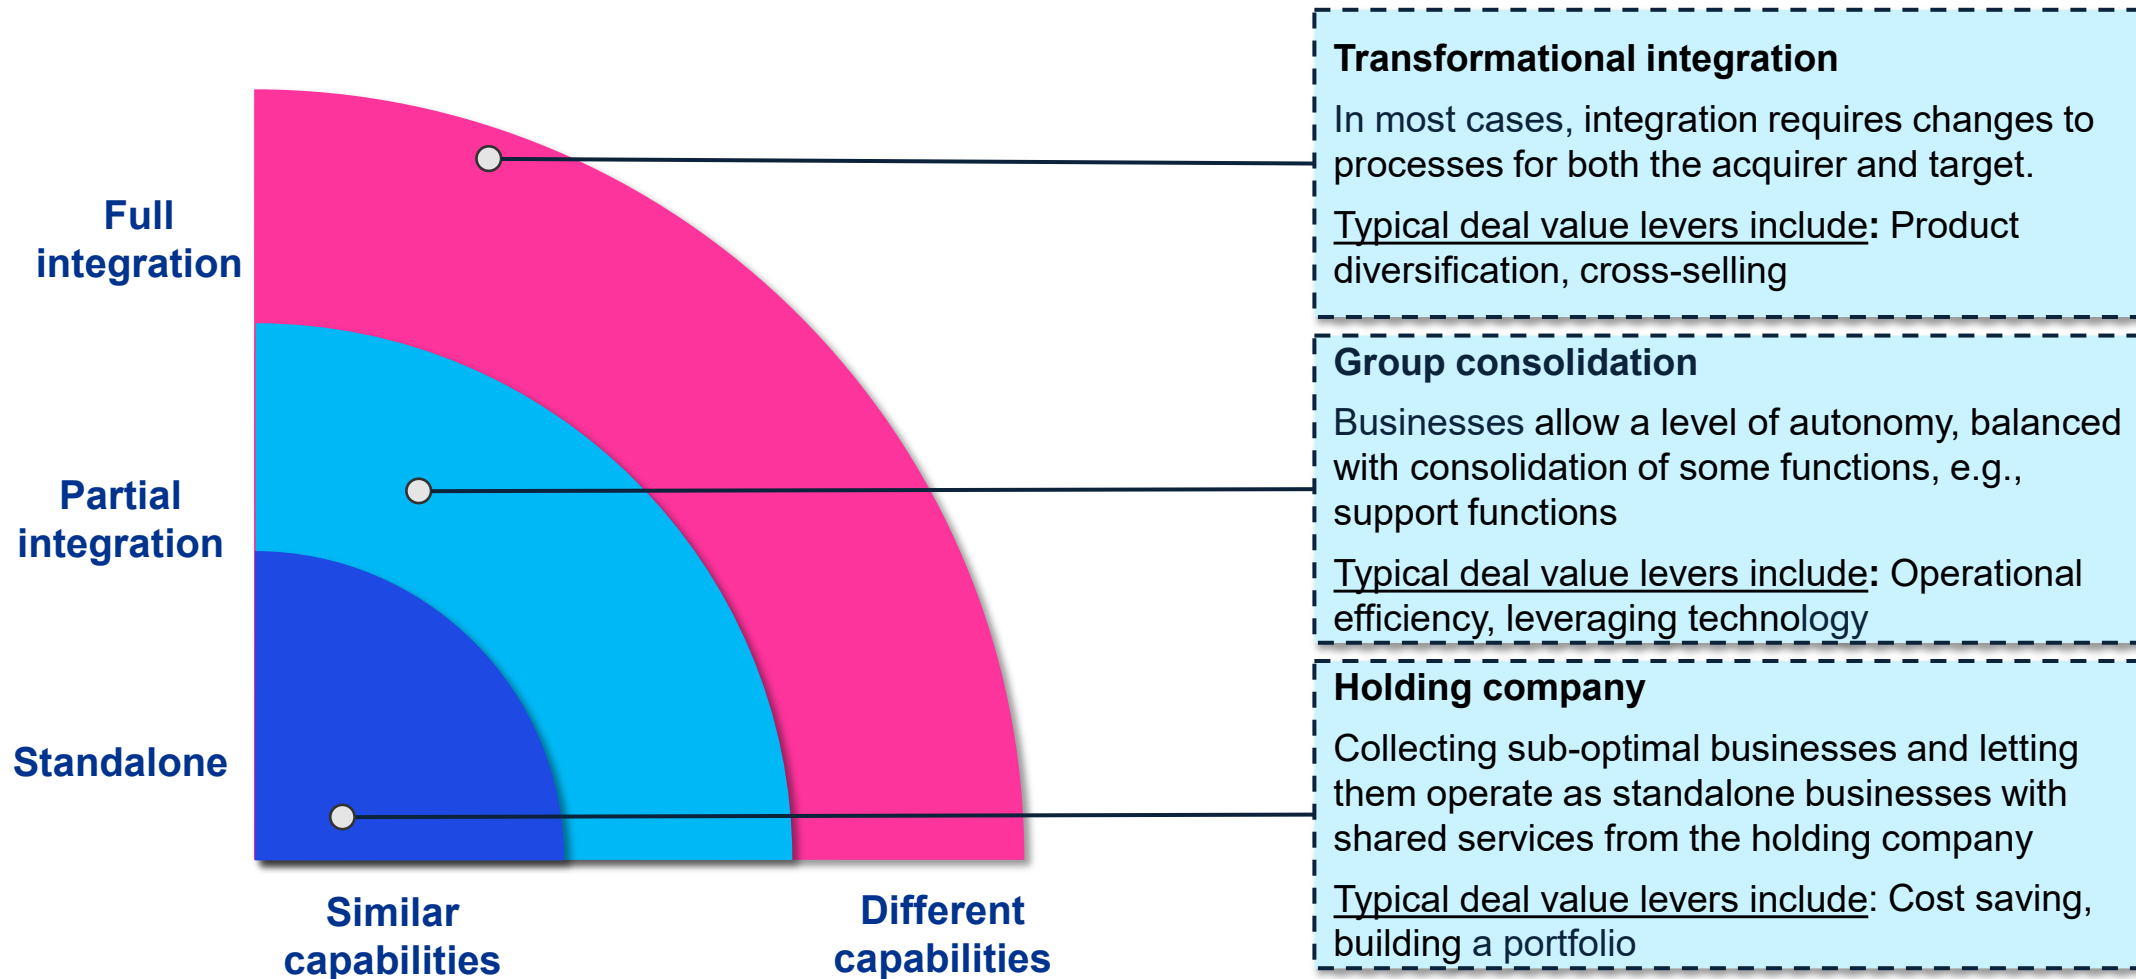 Full
integration
Partial
integration
Standalone
Similar
capabilities
Different
capabilities
Transformational integration
In most cases, integration requires changes to
processes for both the acquirer and target.
Typical deal value levers include: Product
diversification, cross-selling
Group consolidation
Businesses allow a level of autonomy, balanced
with consolidation of some functions, e.g.,
support functions
Typical deal value levers include: Operational
efficiency, leveraging technology
Holding company
Collecting sub-optimal businesses and letting
them operate as standalone businesses with
shared services from the holding company
Typical deal value levers include: Cost saving,
building a portfolio